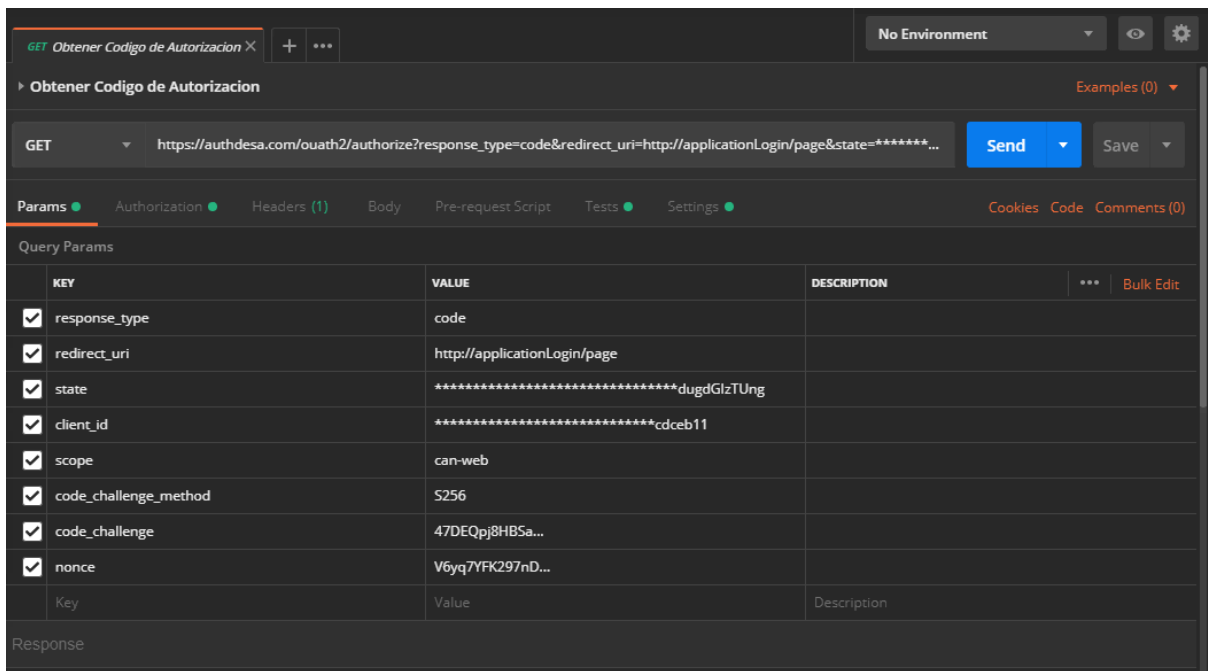 GET Obtener Codigo de Autorizacion
No Environment
Obtener Codigo de Autorizacion
Examples (0)
GET https://authdesa.com/ouath2/authorize?response_type=code&redirect_uri=http://applicationLogin/page&state=*******... Send Save
Params Authorization Headers (1) Body Pre-request Script Tests Settings Cookies Code Comments (0)
Query Params
KEY VALUE DESCRIPTION ••• Bulk Edit
response_type code
redirect_uri http://applicationLogin/page
state ********************************dugdGlzTUng
client_id *****************************cdceb11
scope can-web
code_challenge_method S256
code_challenge 47DEQpj8HBSa...
nonce V6yq7YFK297nD...
Key Value Description
Response